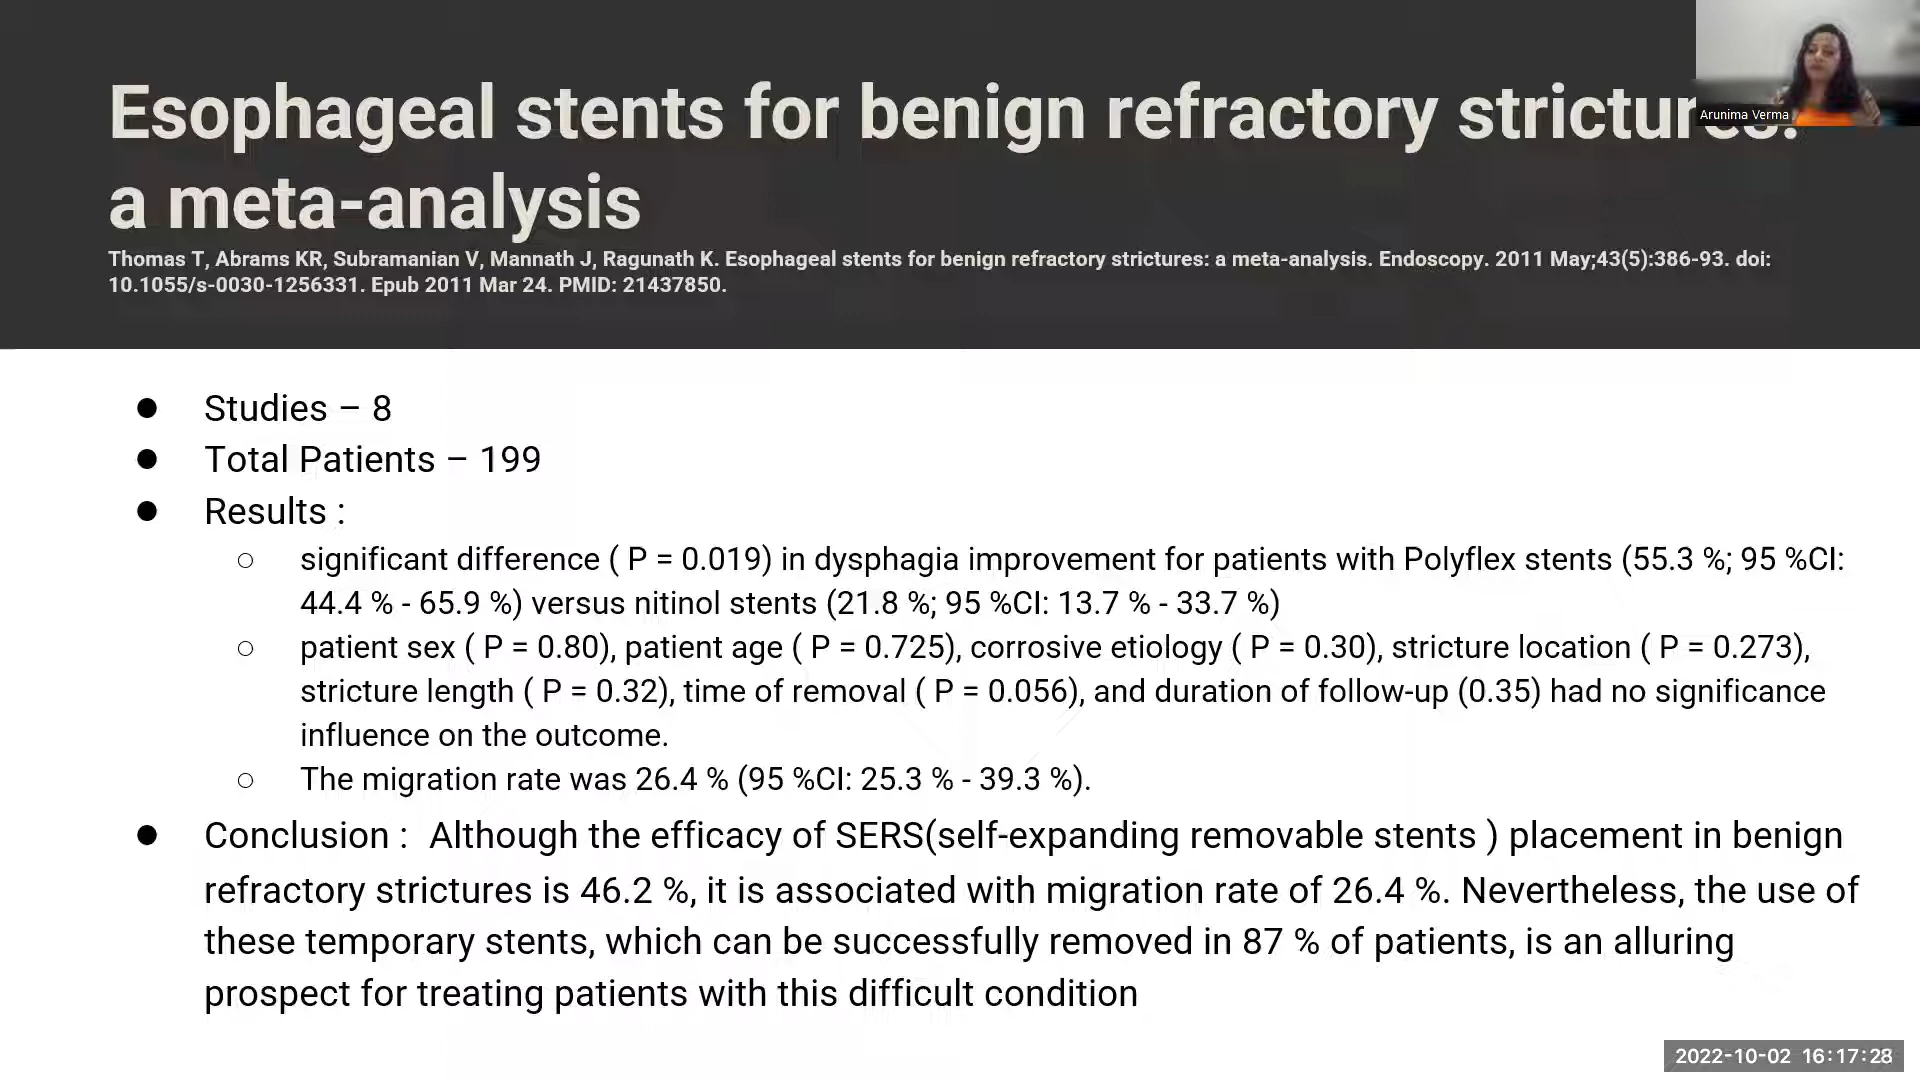 Esophageal stents for benign refractory strictures:
a meta-analysis
Thomas T, Abrams KR, Subramanian V, Mannath J, Ragunath K. Esophageal stents for benign refractory strictures: a meta-analysis. Endoscopy. 2011 May;43(5):386-93. doi:
10.1055/s-0030-1256331. Epub 2011 Mar 24. PMID: 21437850.
Arunima Verma
● Studies – 8
● Total Patients – 199
● Results :
○ significant difference ( P = 0.019) in dysphagia improvement for patients with Polyflex stents (55.3 %; 95 %CI:
44.4 % - 65.9 %) versus nitinol stents (21.8 %; 95 %CI: 13.7 % - 33.7 %)
○ patient sex ( P = 0.80), patient age ( P = 0.725), corrosive etiology ( P = 0.30), stricture location ( P = 0.273),
stricture length ( P = 0.32), time of removal ( P = 0.056), and duration of follow-up (0.35) had no significance
influence on the outcome.
○ The migration rate was 26.4 % (95 %CI: 25.3 % - 39.3 %).
● Conclusion : Although the efficacy of SERS(self-expanding removable stents ) placement in benign
refractory strictures is 46.2 %, it is associated with migration rate of 26.4 %. Nevertheless, the use of
these temporary stents, which can be successfully removed in 87 % of patients, is an alluring
prospect for treating patients with this difficult condition
2022-10-02 16:17:28